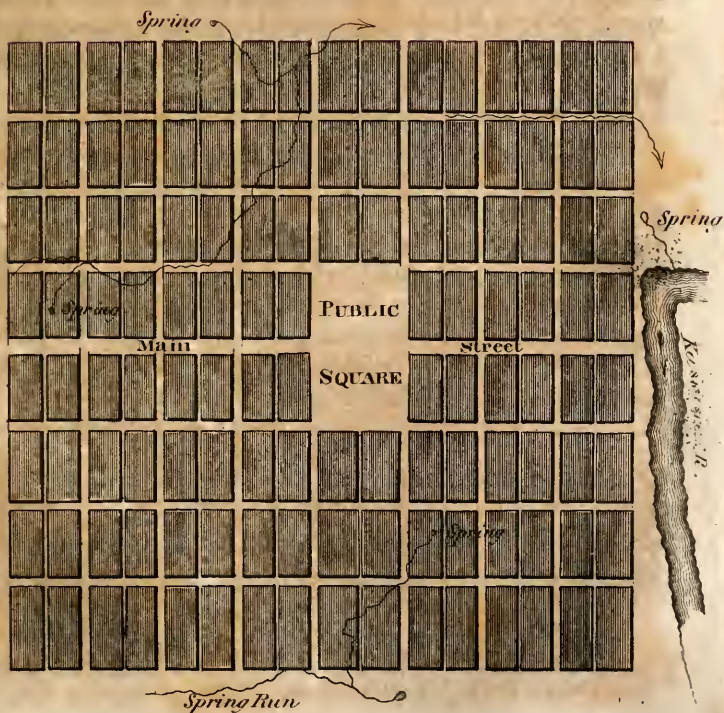 Spring
Spring
Spring
PUBLIC
Main
Street
SQUARE
R.
Spring
Spring Run